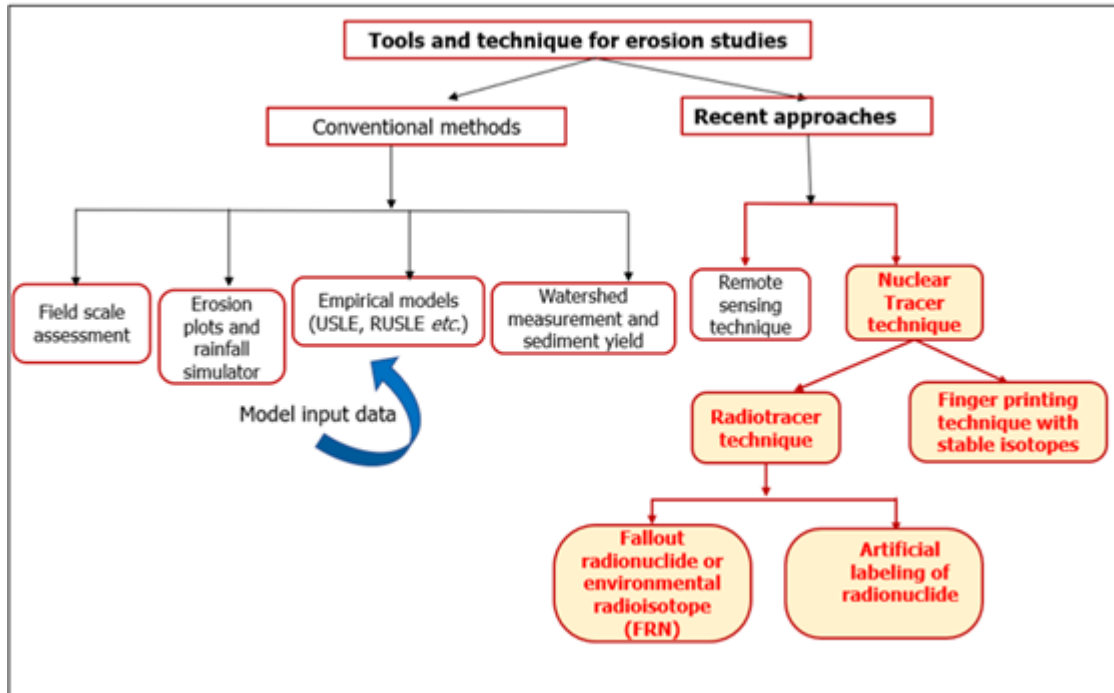 Tools and technique for erosion studies
Conventional methods
Recent approaches
Field scale
assessment
Erosion
plots and
rainfall
simulator
Empirical models
(USLE, RUSLE etc.)
Watershed
measurement and
sediment yield
Remote
sensing
technique
Nuclear
Tracer
technique
Model input data
Radiotracer
technique
Finger printing
technique with
stable isotopes
Fallout
radionuclide or
environmental
radioisotope
(FRN)
Artificial
labeling of
radionuclide